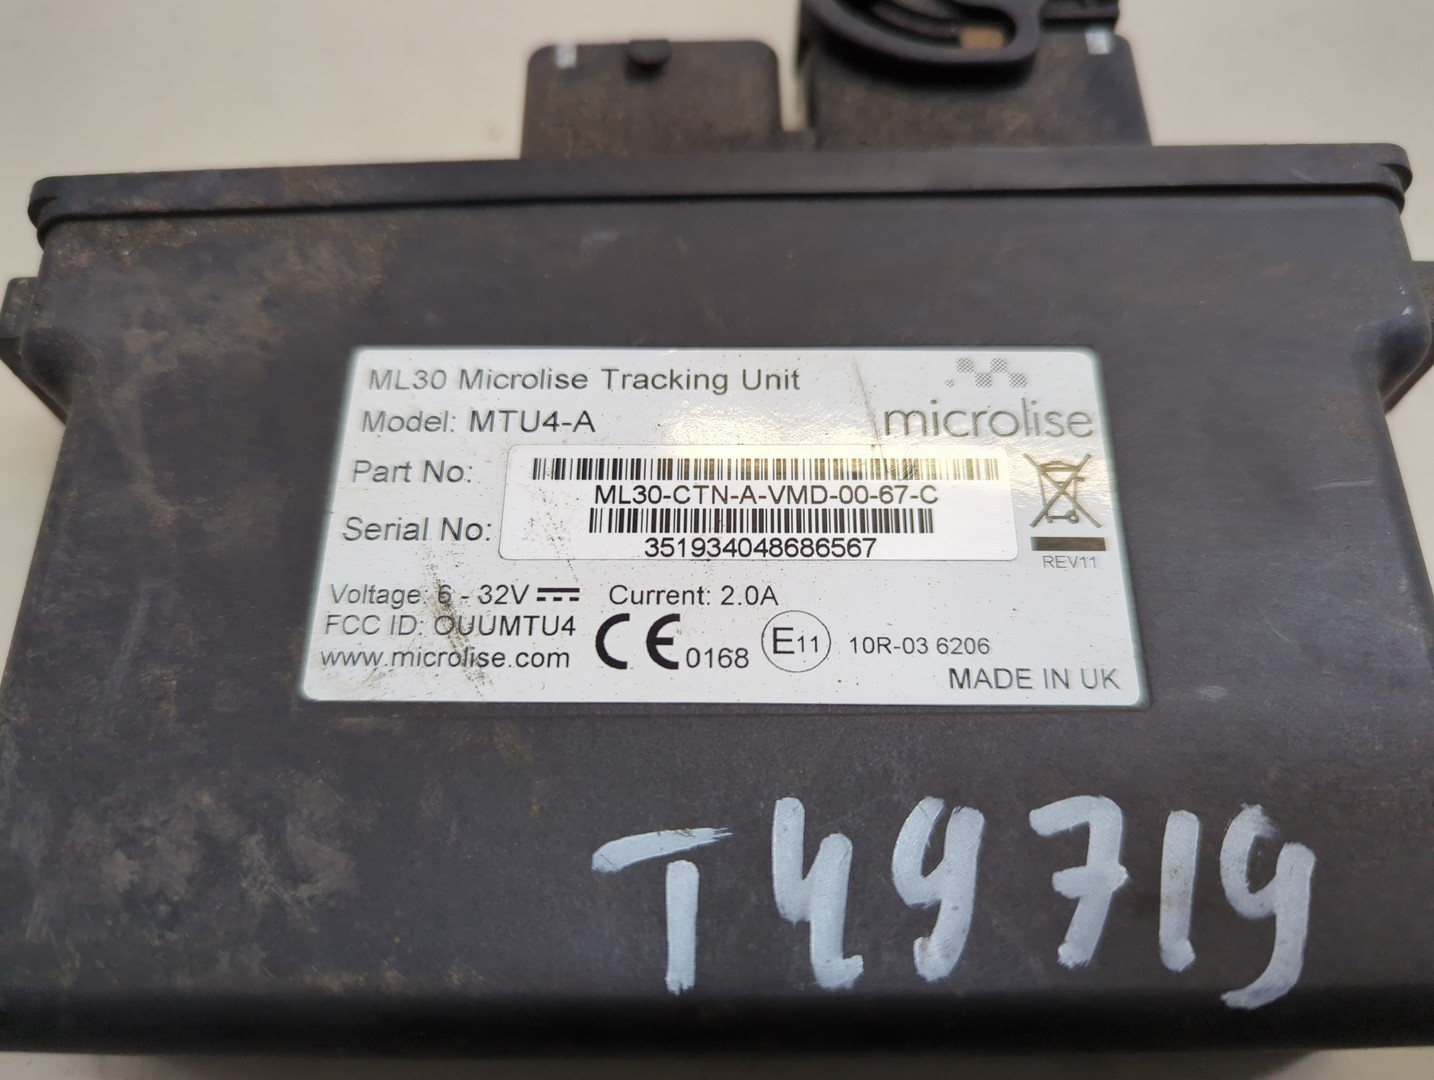 ML30 Microlise Tracking Unit
microlise
Model: MTU4-A
Part No:
ML30-CTN-A-VMD-00-67-C
Serial No:
351934048686567
REV11
Voltage: 6 - 32V Current: 2.0A
FCC ID: OUUMTU4
www.microlise.com
CE 0168
E11
10R-03 6206
MADE IN UK
T49719